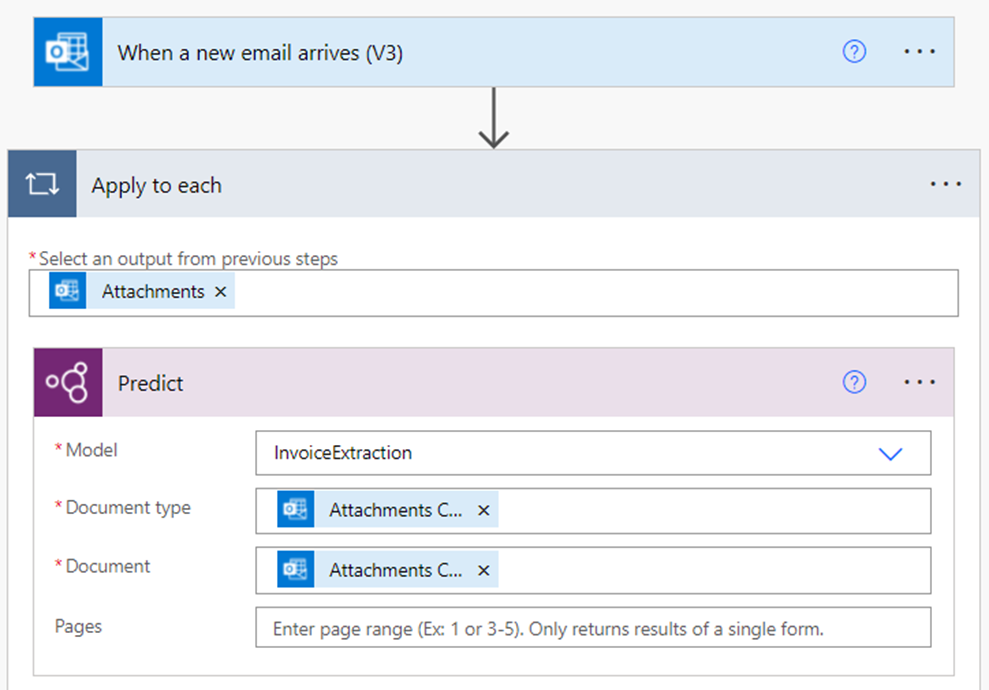 When a new email arrives (V3)
Apply to each
*Select an output from previous steps
Attachments
Predict
*Model
InvoiceExtraction
*Document type
Attachments C...
*Document
Attachments C...
Pages
Enter page range (Ex: 1 or 3-5). Only returns results of a single form.